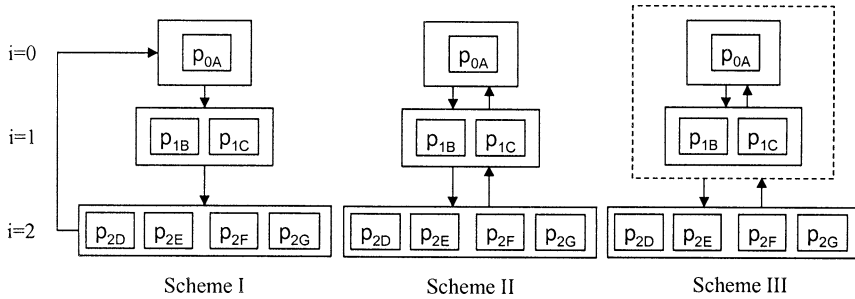 i=0 p0A p0A p0A
i=1 p1B p1C p1B p1C p1B p1C
i=2 p2D p2E p2F p2G p2D p2E p2F p2G p2D p2E p2F p2G
Scheme I Scheme II Scheme III